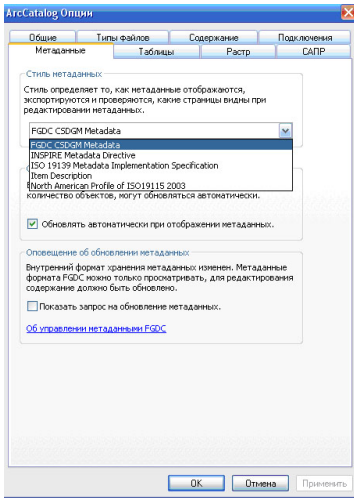 ArcCatalog Опции
Общие Типы файлов Содержание Подключения
Метаданные Таблицы Растр САПР
Стиль метаданных
Стиль определяет то, как метаданные отображаются,
экспортируются и проверяются, какие страницы видны при
редактировании метаданных.
FGDC CSDGM Metadata
FGDC CSDGM Metadata
INSPIRE Metadata Directive
ISO 19139 Metadata Implementation Specification
Item Description
North American Profile of ISO19115 2003
количество объектов, могут обновляться автоматически.
Обновлять автоматически при отображении метаданных.
Оповещение об обновлении метаданных
Внутренний формат хранения метаданных изменен. Метаданные
формата FGDC можно только просматривать, для редактирования
содержание должно быть обновлено.
Показать запрос на обновление метаданных.
Об управлении метаданными FGDC
ОК Отмена Применить